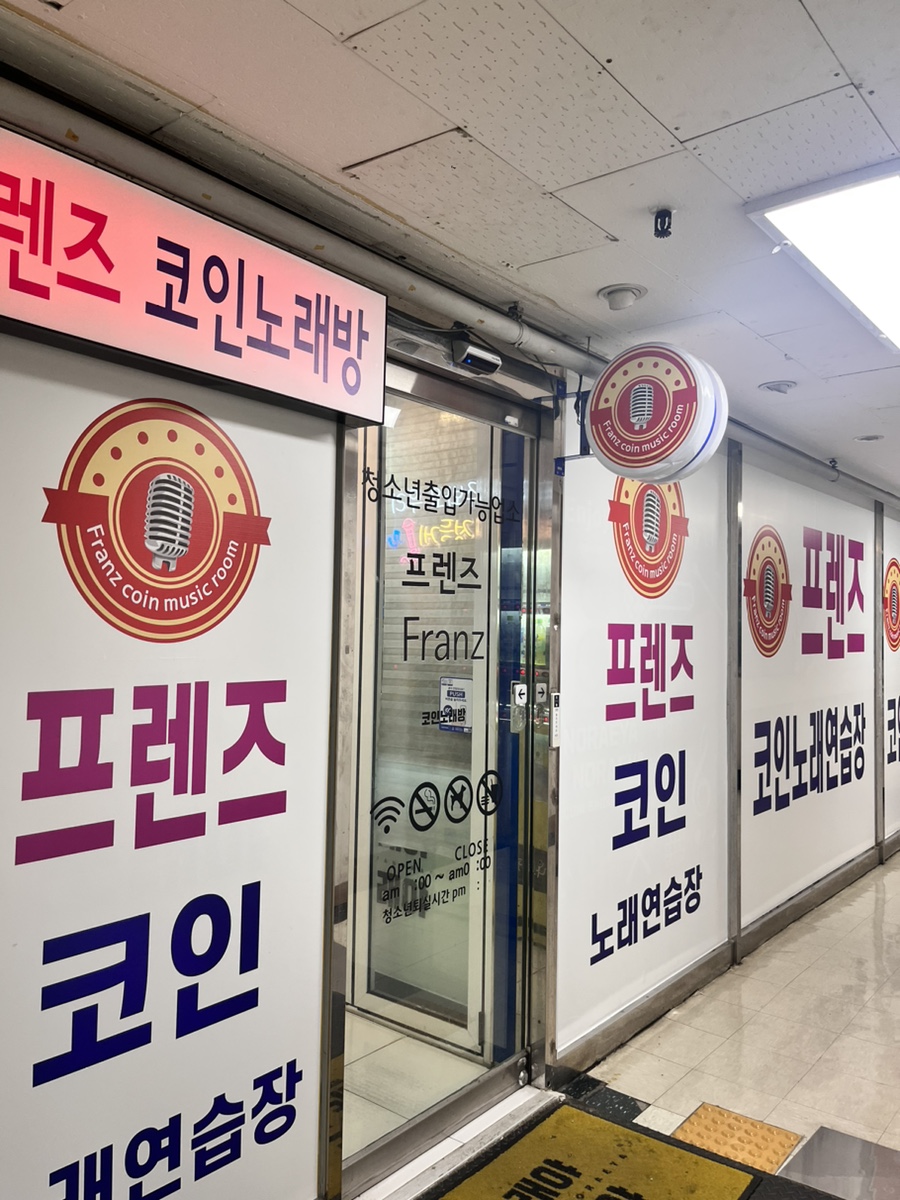 렌즈 코인노래방
Franz coin music room
프렌즈
코인
래연습장
청소년출입가능업소
프렌즈
Franz
PUSH
코인노래방
OPEN CLOSE
am :00 ~ am0 :00
청소년퇴실시간 pm :
Franz coin music room
Franz coin music room
프렌즈
코인
노래연습장
Franz coin music room
프렌즈
코인노래연습장